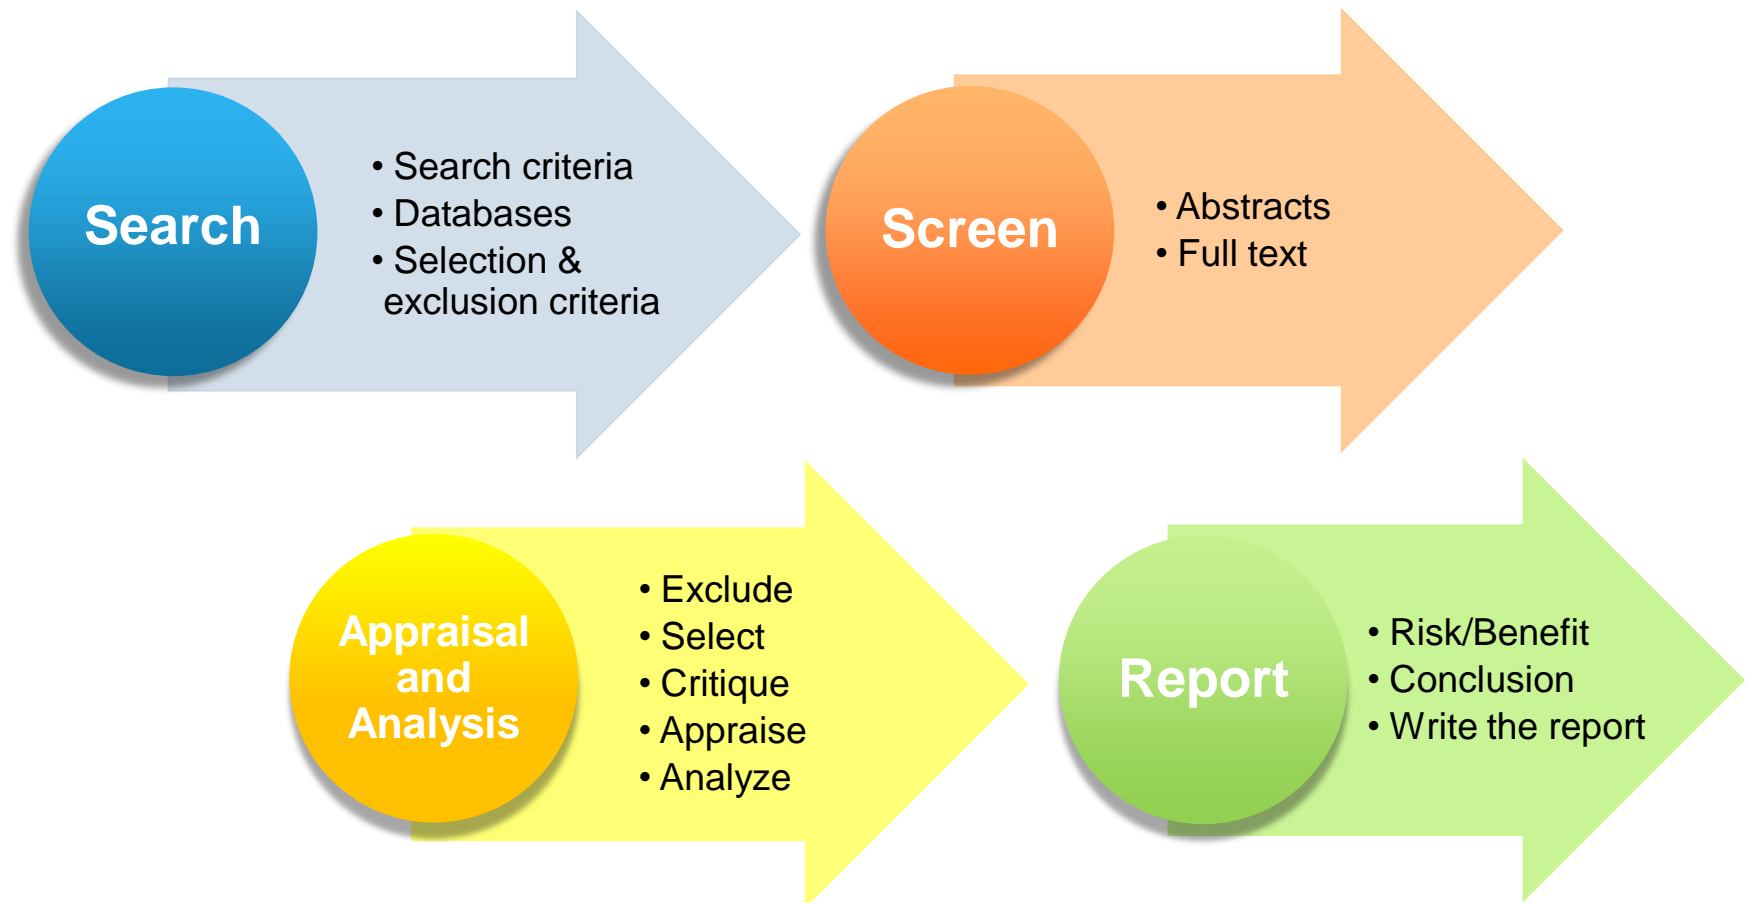 Search
• Search criteria
• Databases
• Selection &
exclusion criteria
Screen
• Abstracts
• Full text
Appraisal
and
Analysis
• Exclude
• Select
• Critique
• Appraise
• Analyze
Report
• Risk/Benefit
• Conclusion
• Write the report